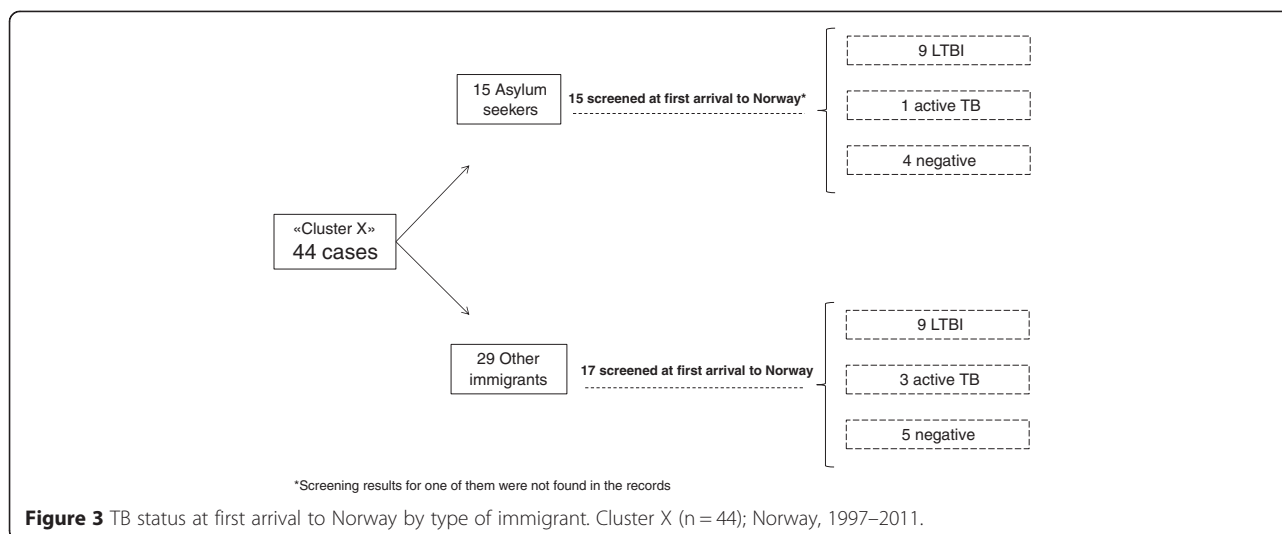 15 Asylum
seekers
15 screened at first arrival to Norway*
9 LTBI
1 active TB
4 negative
«Cluster X»
44 cases
29 Other
immigrants
17 screened at first arrival to Norway
9 LTBI
3 active TB
5 negative
*Screening results for one of them were not found in the records
Figure 3 TB status at first arrival to Norway by type of immigrant. Cluster X (n = 44); Norway, 1997–2011.